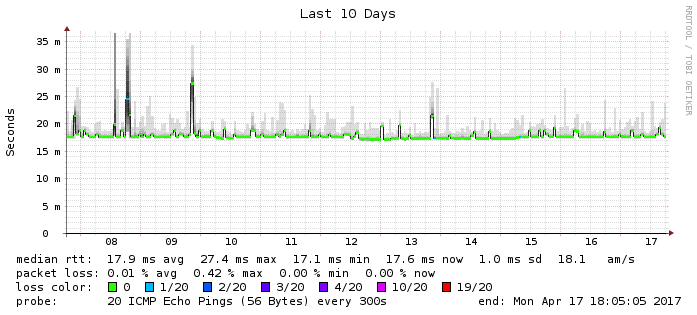 Last 10 Days
RRDTOOL / TOBI OETIKER
Seconds
35 m
30 m
25 m
20 m
15 m
10 m
5 m
0
08 09 10 11 12 13 14 15 16 17
median rtt: 17.9 ms avg 27.4 ms max 17.1 ms min 17.6 ms now 1.0 ms sd 18.1 am/s
packet loss: 0.01 % avg 0.42 % max 0.00 % min 0.00 % now
loss color: 0 1/20 2/20 3/20 4/20 10/20 19/20
probe: 20 ICMP Echo Pings (56 Bytes) every 300s end: Mon Apr 17 18:05:05 2017